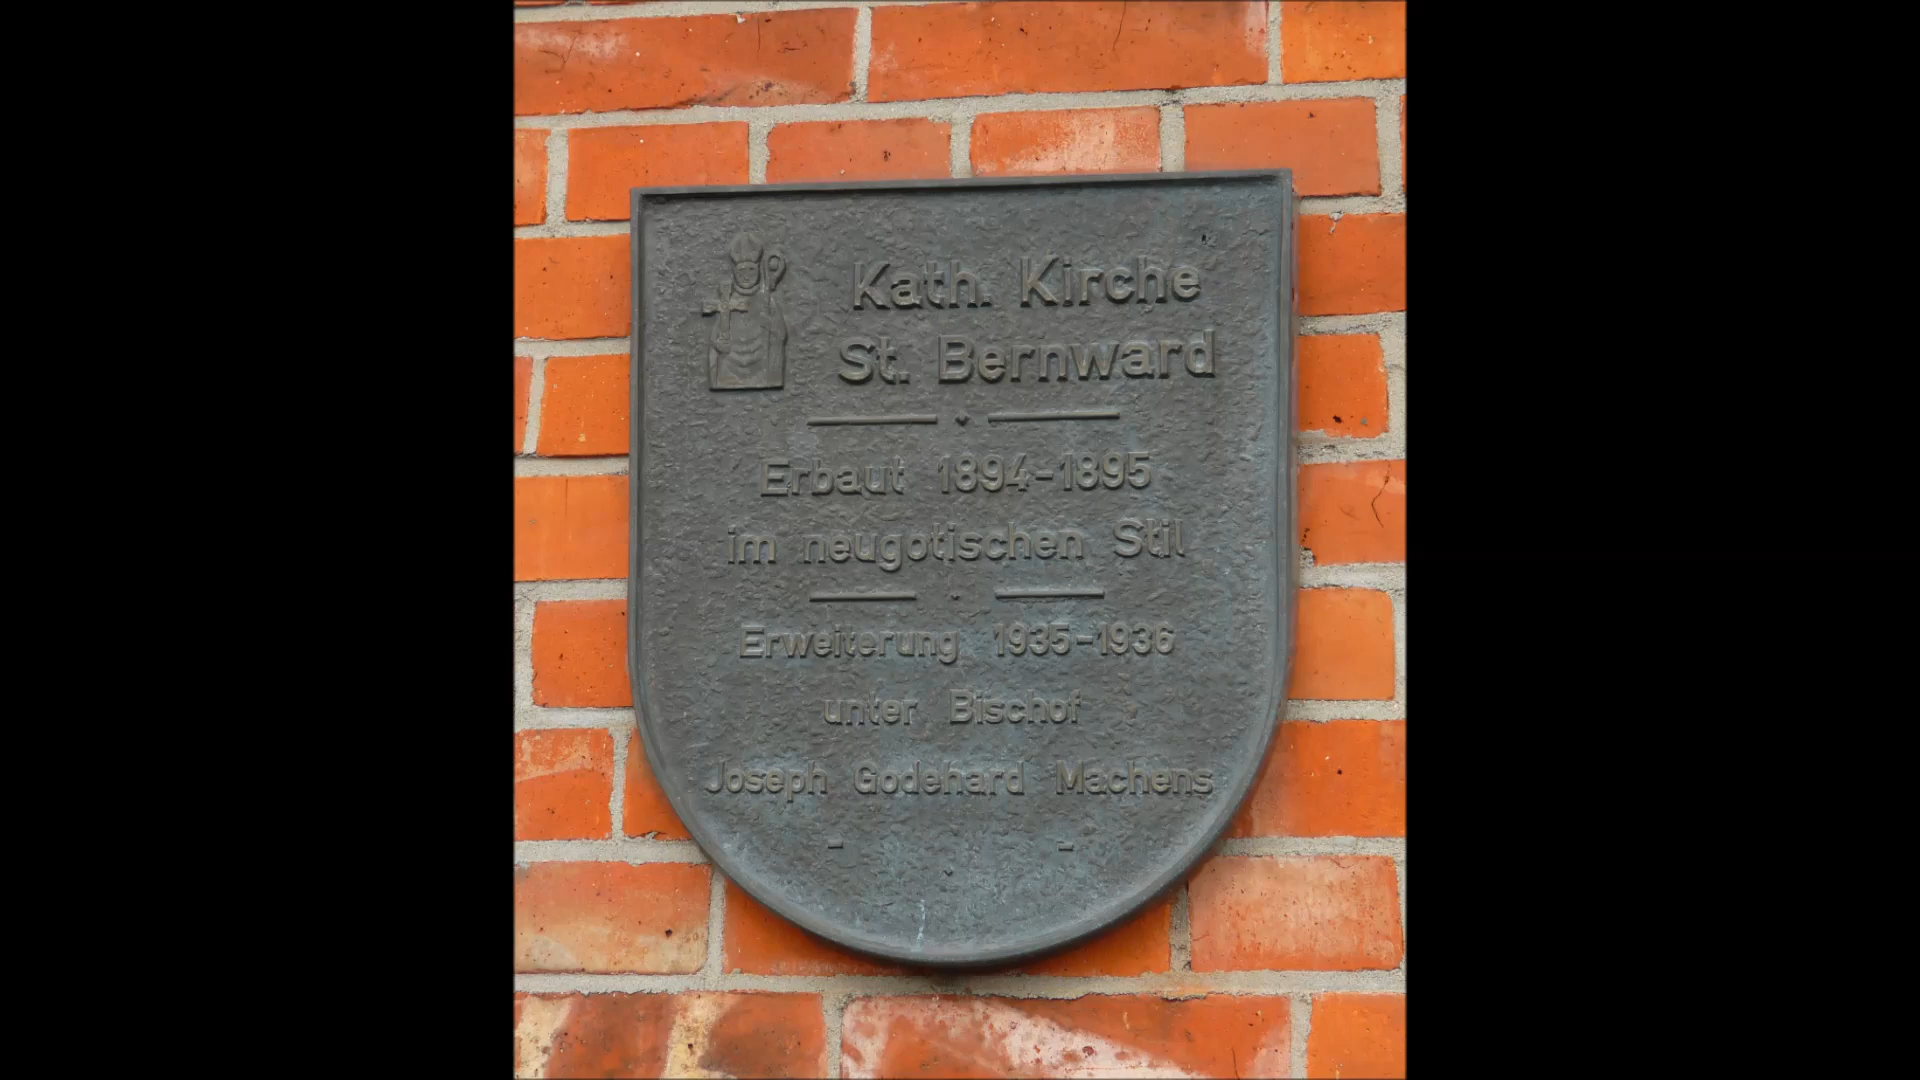 Kath. Kirche
St. Bernward
Erbaut 1894-1895
im neugotischen Stil
Erweiterung 1935-1936
unter Bischof
Joseph Godehard Machens